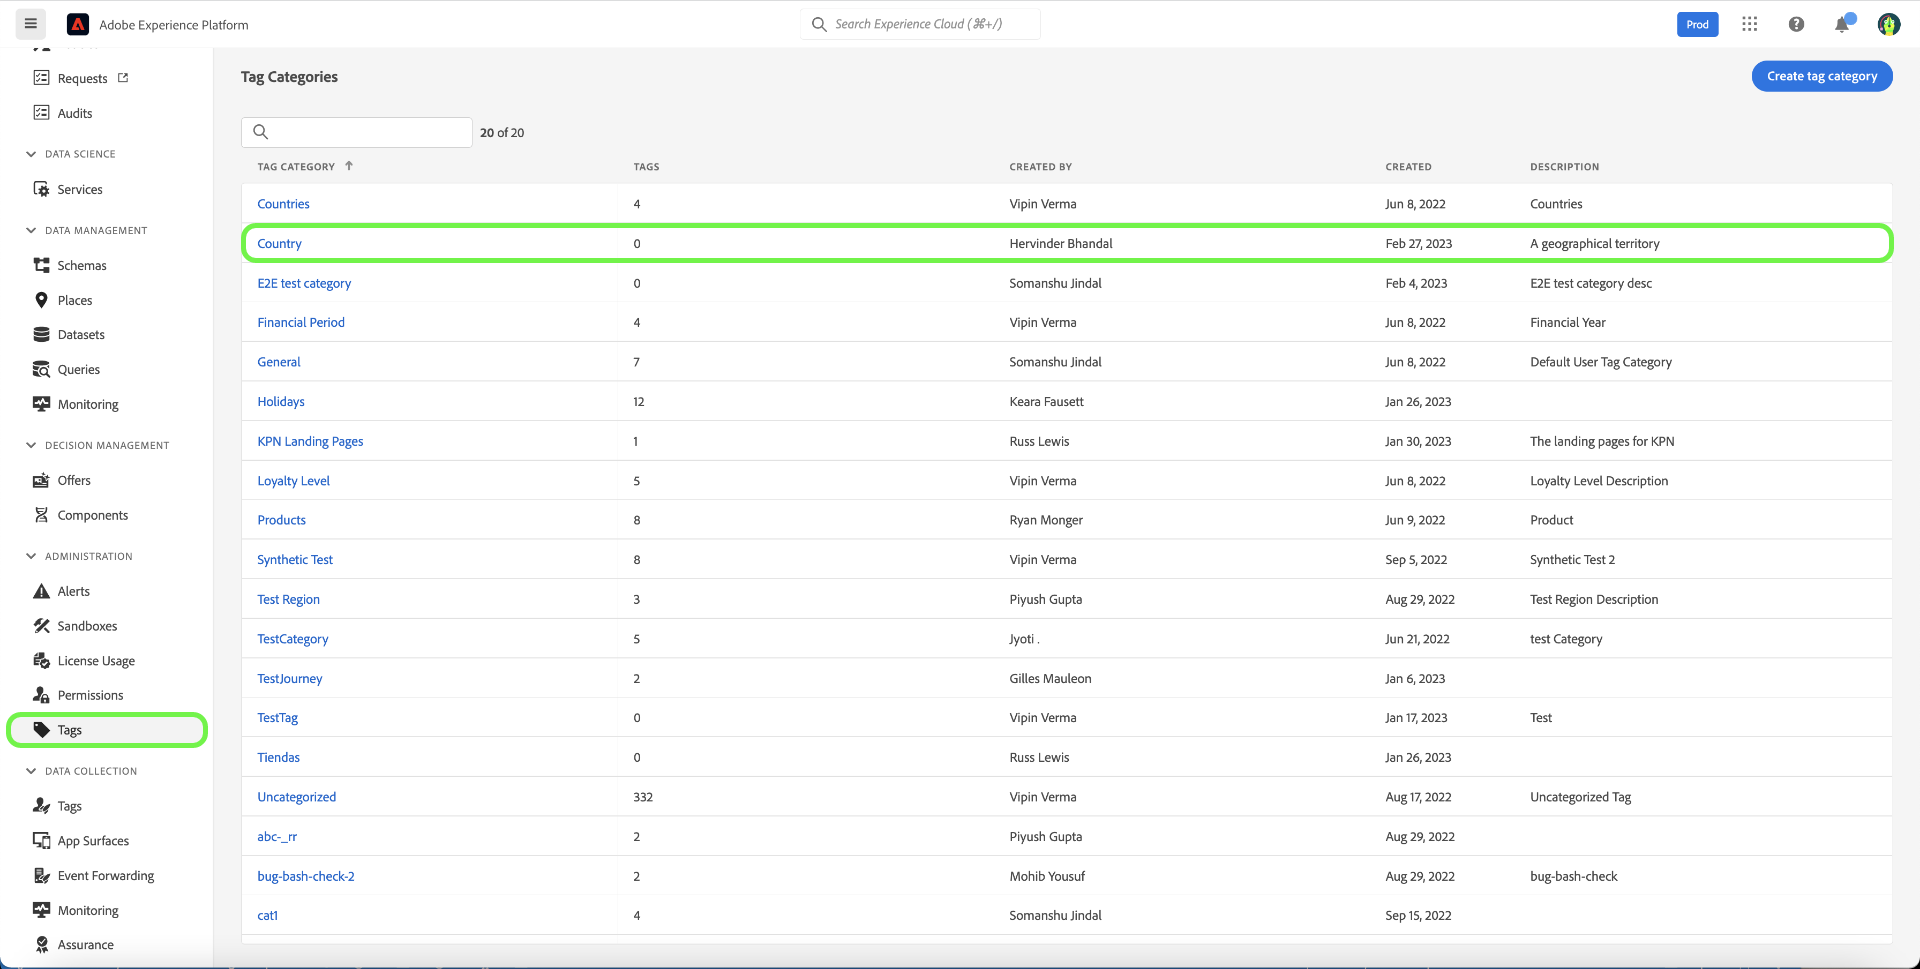 Adobe Experience Platform
Search Experience Cloud (⌘+/)
Prod
Requests
Audits
DATA SCIENCE
Services
DATA MANAGEMENT
Schemas
Places
Datasets
Queries
Monitoring
DECISION MANAGEMENT
Offers
Components
ADMINISTRATION
Alerts
Sandboxes
License Usage
Permissions
Tags
DATA COLLECTION
Tags
App Surfaces
Event Forwarding
Monitoring
Assurance
Tag Categories
Create tag category
20 of 20
TAG CATEGORY ↑ TAGS CREATED BY CREATED DESCRIPTION
Countries 4 Vipin Verma Jun 8, 2022 Countries
Country 0 Hervinder Bhandal Feb 27, 2023 A geographical territory
E2E test category 0 Somanshu Jindal Feb 4, 2023 E2E test category desc
Financial Period 4 Vipin Verma Jun 8, 2022 Financial Year
General 7 Somanshu Jindal Jun 8, 2022 Default User Tag Category
Holidays 12 Keara Fausett Jan 26, 2023
KPN Landing Pages 1 Russ Lewis Jan 30, 2023 The landing pages for KPN
Loyalty Level 5 Vipin Verma Jun 8, 2022 Loyalty Level Description
Products 8 Ryan Monger Jun 9, 2022 Product
Synthetic Test 8 Vipin Verma Sep 5, 2022 Synthetic Test 2
Test Region 3 Piyush Gupta Aug 29, 2022 Test Region Description
TestCategory 5 Jyoti . Jun 21, 2022 test Category
TestJourney 2 Gilles Mauleon Jan 6, 2023
TestTag 0 Vipin Verma Jan 17, 2023 Test
Tiendas 0 Russ Lewis Jan 26, 2023
Uncategorized 332 Vipin Verma Aug 17, 2022 Uncategorized Tag
abc-_rr 2 Piyush Gupta Aug 29, 2022
bug-bash-check-2 2 Mohib Yousuf Aug 29, 2022 bug-bash-check
cat1 4 Somanshu Jindal Sep 15, 2022